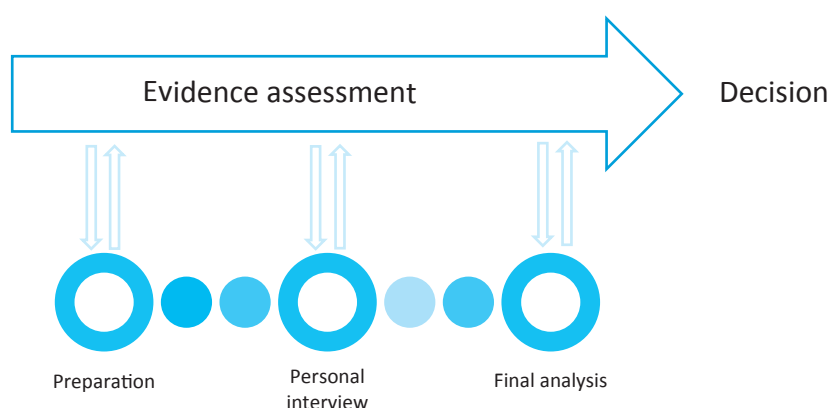 Evidence assessment
Decision
Preparation
Personal
interview
Final analysis